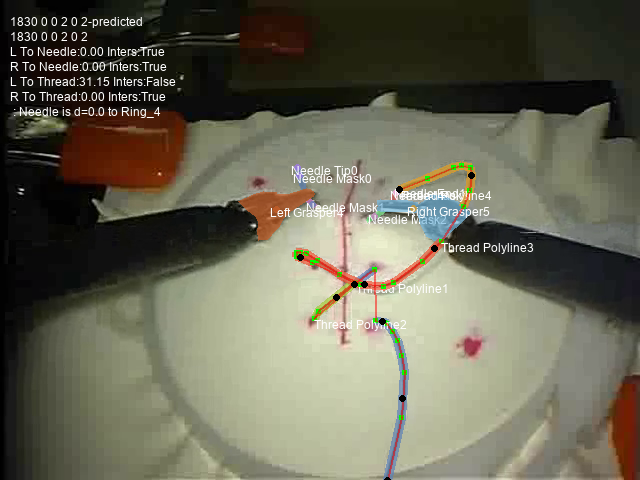 1830 0 0 2 0 2-predicted
1830 0 0 2 0 2
L To Needle:0.00 Inters:True
R To Needle:0.00 Inters:True
L To Thread:31.15 Inters:False
R To Thread:0.00 Inters:True
: Needle is d=0.0 to Ring_4
Needle Tip0
Needle Mask0
Needle Mask
Left Grasper
Right Grasper5
Needle Mask2
Thread Polyline3
Thread Polyline1
Thread Polyline2